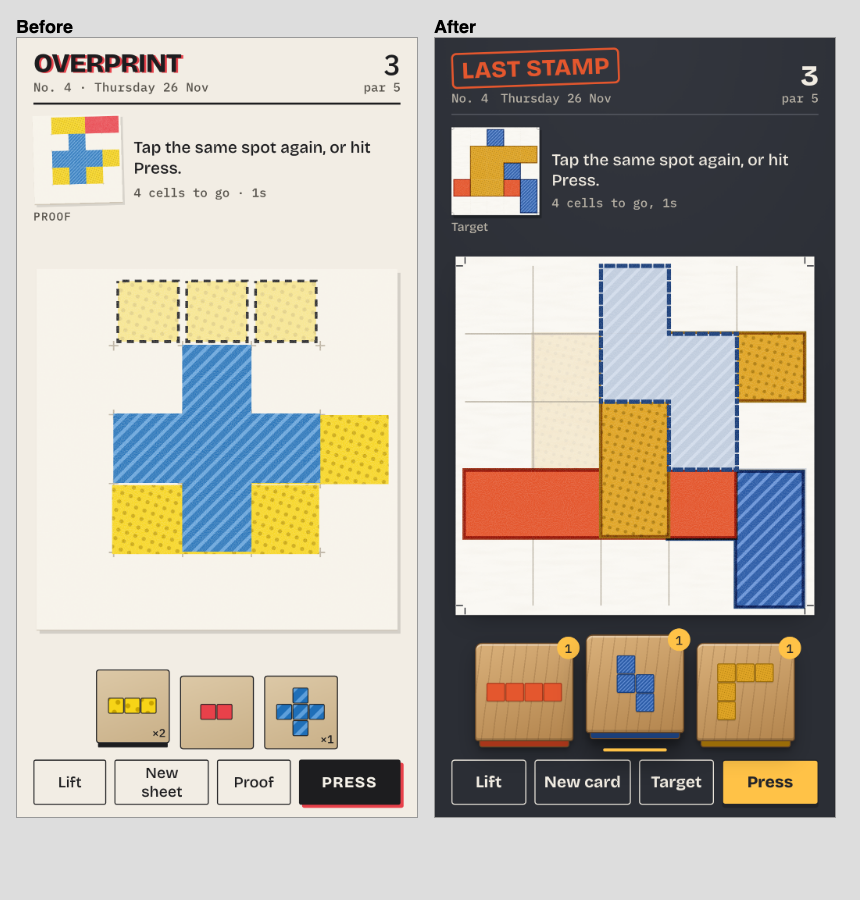 Before
OVERPRINT
3
No. 4 · Thursday 26 Nov
par 5
Tap the same spot again, or hit
Press.
4 cells to go · 1s
PROOF
×2
×1
Lift
New
sheet
Proof
PRESS
After
LAST STAMP
3
No. 4 Thursday 26 Nov
par 5
Tap the same spot again, or hit
Press.
4 cells to go, 1s
Target
1
1
1
Lift
New card
Target
Press